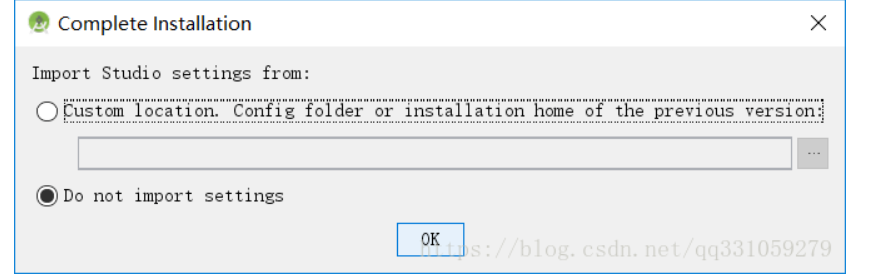 Complete Installation
Import Studio settings from:
Custom location. Config folder or installation home of the previous version:
...
Do not import settings
OK
https://blog.csdn.net/qq331059279